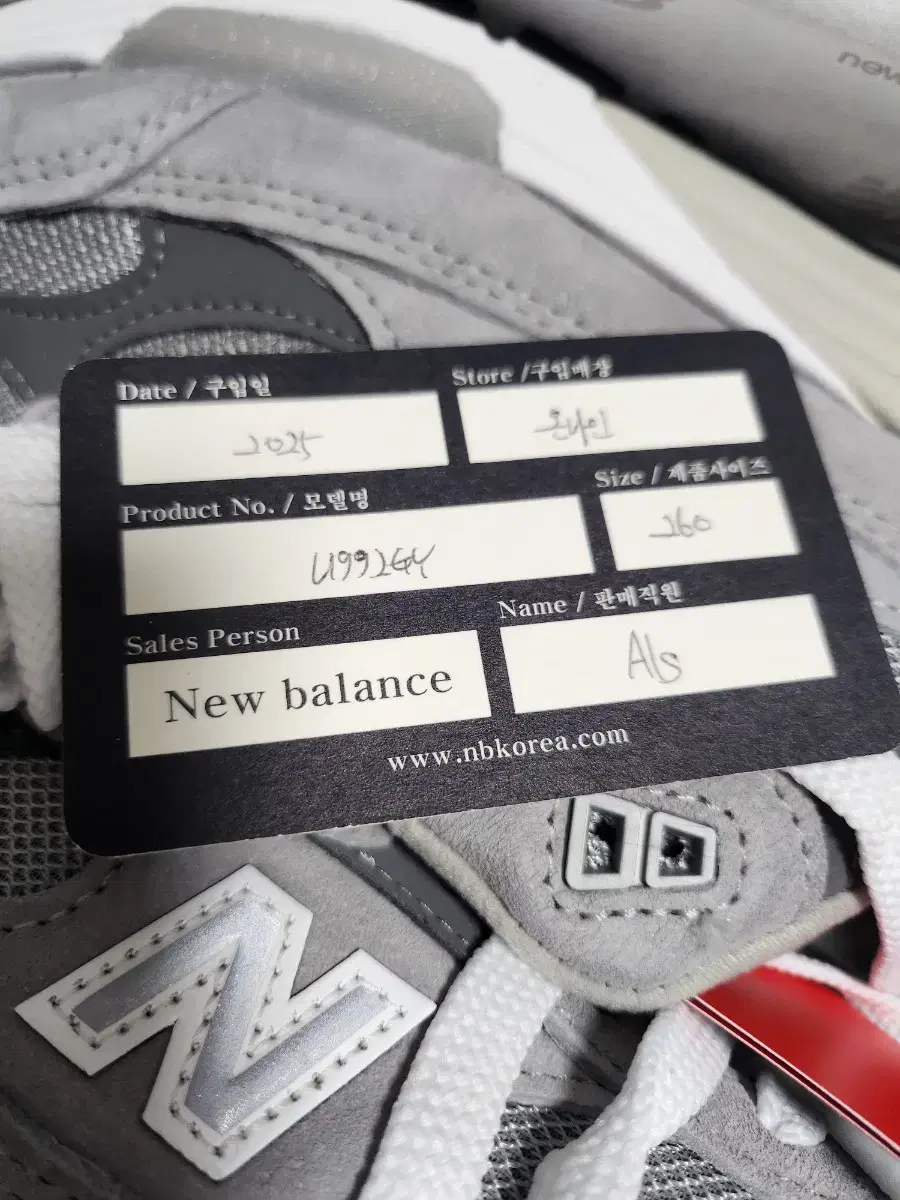 new
Date / 구입일
Store /구입매장
2025
온라인
Product No. / 모델명
Size / 제품사이즈
U992GY
260
Sales Person
Name / 판매직원
New balance
Als
www.nbkorea.com
N